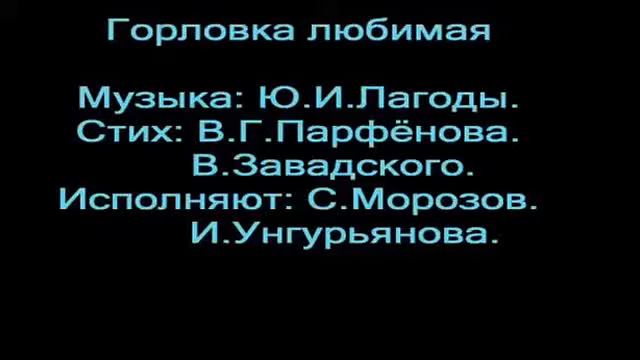 Горловка любимая
Музыка: Ю.И.Лагоды.
Стих: В.Г.Парфёнова.
В.Завадского.
Исполняют: С.Морозов.
И.Унгурьянова.